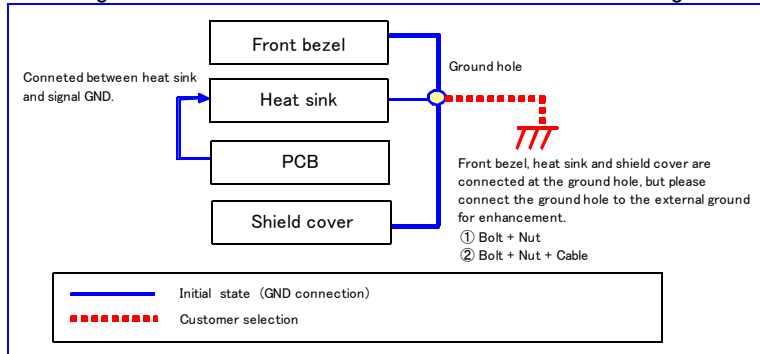 Front bezel
Ground hole
Conneted between heat sink
and signal GND.
Heat sink
PCB
Front bezel, heat sink and shield cover are
connected at the ground hole, but please
connect the ground hole to the external ground
for enhancement.
① Bolt + Nut
② Bolt + Nut + Cable
Shield cover
Initial state (GND connection)
Customer selection